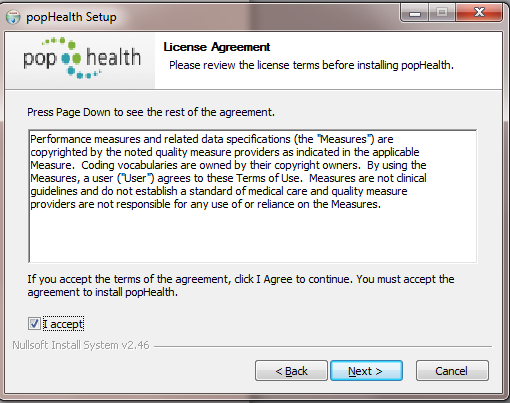 popHealth Setup
pop health
License Agreement
Please review the license terms before installing popHealth.
Press Page Down to see the rest of the agreement.
Performance measures and related data specifications (the "Measures") are
copyrighted by the noted quality measure providers as indicated in the applicable
Measure.  Coding vocabularies are owned by their copyright owners.  By using the
Measures, a user ("User") agrees to these Terms of Use.  Measures are not clinical
guidelines and do not establish a standard of medical care and quality measure
providers are not responsible for any use of or reliance on the Measures.
If you accept the terms of the agreement, click I Agree to continue. You must accept the
agreement to install popHealth.
I accept
Nullsoft Install System v2.46
< Back
Next >
Cancel